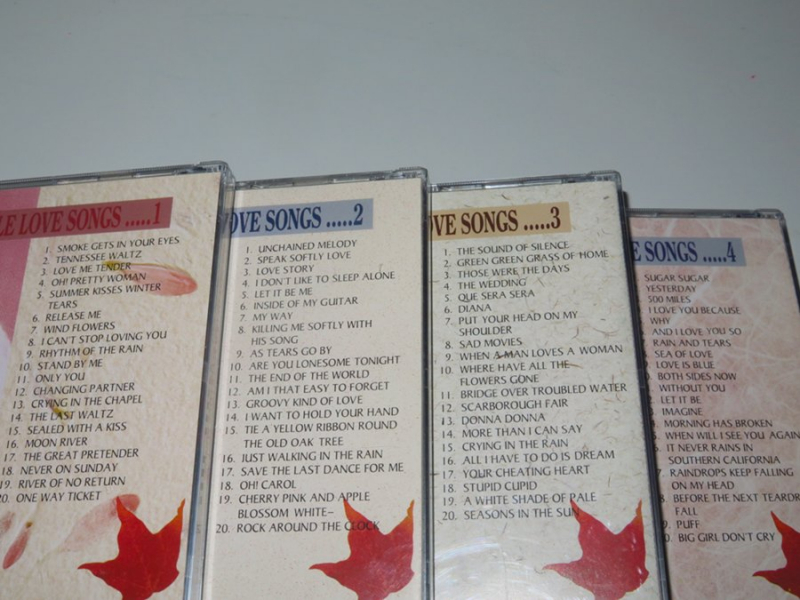 LE LOVE SONGS .....1
1. SMOKE GETS IN YOUR EYES
2. TENNESSEE WALTZ
3. LOVE ME TENDER
4. OH! PRETTY WOMAN
5. SUMMER KISSES WINTER
TEARS
6. RELEASE ME
7. WIND FLOWERS
8. I CAN'T STOP LOVING YOU
9. RHYTHM OF THE RAIN
10. STAND BY ME
11. ONLY YOU
12. CHANGING PARTNER
13. CRYING IN THE CHAPEL
14. THE LAST WALTZ
15. SEALED WITH A KISS
16. MOON RIVER
17. THE GREAT PRETENDER
18. NEVER ON SUNDAY
19. RIVER OF NO RETURN
20. ONE WAY TICKET
OVE SONGS .....2
1. UNCHAINED MELODY
2. SPEAK SOFTLY LOVE
3. LOVE STORY
4. I DON'T LIKE TO SLEEP ALONE
5. LET IT BE ME
6. INSIDE OF MY GUITAR
7. MY WAY
8. KILLING ME SOFTLY WITH
HIS SONG
9. AS TEARS GO BY
10. ARE YOU LONESOME TONIGHT
11. THE END OF THE WORLD
12. AM I THAT EASY TO FORGET
13. GROOVY KIND OF LOVE
14. I WANT TO HOLD YOUR HAND
15. TIE A YELLOW RIBBON ROUND
THE OLD OAK TREE
16. JUST WALKING IN THE RAIN
17. SAVE THE LAST DANCE FOR ME
18. OH! CAROL
19. CHERRY PINK AND APPLE
BLOSSOM WHITE~
20. ROCK AROUND THE CLOCK
VE SONGS .....3
1. THE SOUND OF SILENCE
2. GREEN GREEN GRASS OF HOME
3. THOSE WERE THE DAYS
4. THE WEDDING
5. QUE SERA SERA
6. DIANA
7. PUT YOUR HEAD ON MY
SHOULDER
8. SAD MOVIES
9. WHEN A MAN LOVES A WOMAN
10. WHERE HAVE ALL THE
FLOWERS GONE
11. BRIDGE OVER TROUBLED WATER
12. SCARBOROUGH FAIR
13. DONNA DONNA
14. MORE THAN I CAN SAY
15. CRYING IN THE RAIN
16. ALL I HAVE TO DO IS DREAM
17. YOUR CHEATING HEART
18. STUPID CUPID
19. A WHITE SHADE OF PALE
20. SEASONS IN THE SUN
E SONGS .....4
SUGAR SUGAR
YESTERDAY
500 MILES
I LOVE YOU BECAUSE
WHY
AND I LOVE YOU SO
RAIN AND TEARS
SEA OF LOVE
LOVE IS BLUE
BOTH SIDES NOW
WITHOUT YOU
LET IT BE
IMAGINE
MORNING HAS BROKEN
WHEN WILL I SEE YOU AGAIN
IT NEVER RAINS IN
SOUTHERN CALIFORNIA
RAINDROPS KEEP FALLING
ON MY HEAD
BEFORE THE NEXT TEARDR
FALL
PUFF
BIG GIRL DON'T CRY